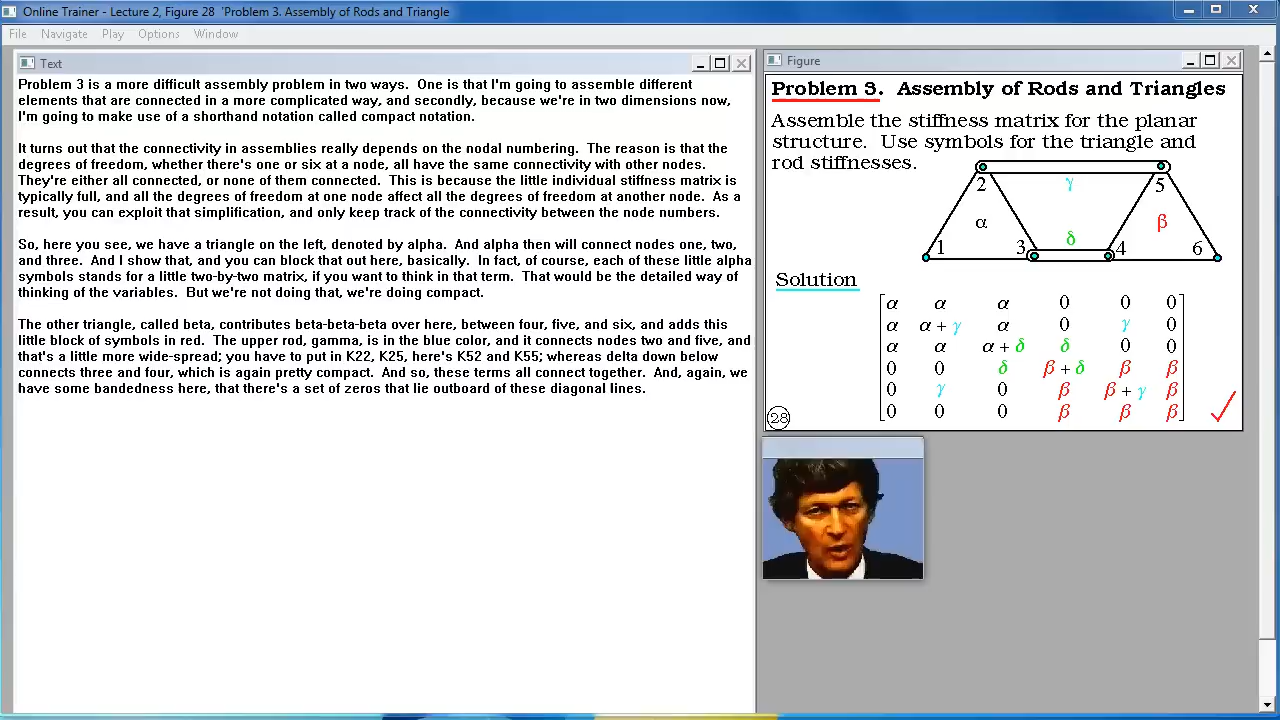 Online Trainer - Lecture 2, Figure 28 'Problem 3. Assembly of Rods and Triangle
File Navigate Play Options Window
Text
Problem 3 is a more difficult assembly problem in two ways. One is that I'm going to assemble different
elements that are connected in a more complicated way, and secondly, because we're in two dimensions now,
I'm going to make use of a shorthand notation called compact notation.
It turns out that the connectivity in assemblies really depends on the nodal numbering. The reason is that the
degrees of freedom, whether there's one or six at a node, all have the same connectivity with other nodes.
They're either all connected, or none of them connected. This is because the little individual stiffness matrix is
typically full, and all the degrees of freedom at one node affect all the degrees of freedom at another node. As a
result, you can exploit that simplification, and only keep track of the connectivity between the node numbers.
So, here you see, we have a triangle on the left, denoted by alpha. And alpha then will connect nodes one, two,
and three. And I show that, and you can block that out here, basically. In fact, of course, each of these little alpha
symbols stands for a little two-by-two matrix, if you want to think in that term. That would be the detailed way of
thinking of the variables. But we're not doing that, we're doing compact.
The other triangle, called beta, contributes beta-beta-beta over here, between four, five, and six, and adds this
little block of symbols in red. The upper rod, gamma, is in the blue color, and it connects nodes two and five, and
that's a little more wide-spread; you have to put in K22, K25, here's K52 and K55; whereas delta down below
connects three and four, which is again pretty compact. And so, these terms all connect together. And, again, we
have some bandedness here, that there's a set of zeros that lie outboard of these diagonal lines.
Figure
Problem 3. Assembly of Rods and Triangles
Assemble the stiffness matrix for the planar
structure. Use symbols for the triangle and
rod stiffnesses.
2 γ 5
α δ β
1 3 4 6
Solution
α α α 0 0 0
α α + γ α 0 γ 0
α α α + δ δ 0 0
0 0 δ β + δ β β
0 γ 0 β β + γ β
0 0 0 β β β
28